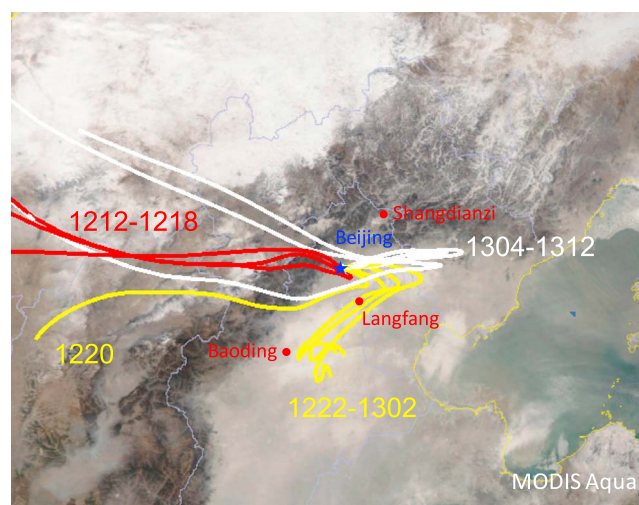 1212-1218
Shangdianzi
Beijing
1304-1312
Langfang
1220
Baoding
1222-1302
MODIS Aqua